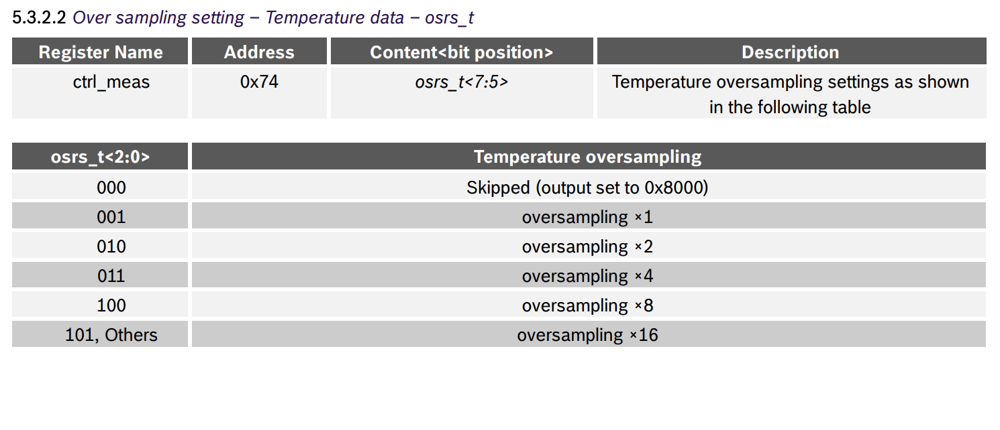 5.3.2.2 Over sampling setting – Temperature data – osrs_t
Register Name Address Content<bit position> Description
ctrl_meas 0x74 osrs_t<7:5> Temperature oversampling settings as shown
in the following table
osrs_t<2:0> Temperature oversampling
000 Skipped (output set to 0x8000)
001 oversampling ×1
010 oversampling ×2
011 oversampling ×4
100 oversampling ×8
101, Others oversampling ×16